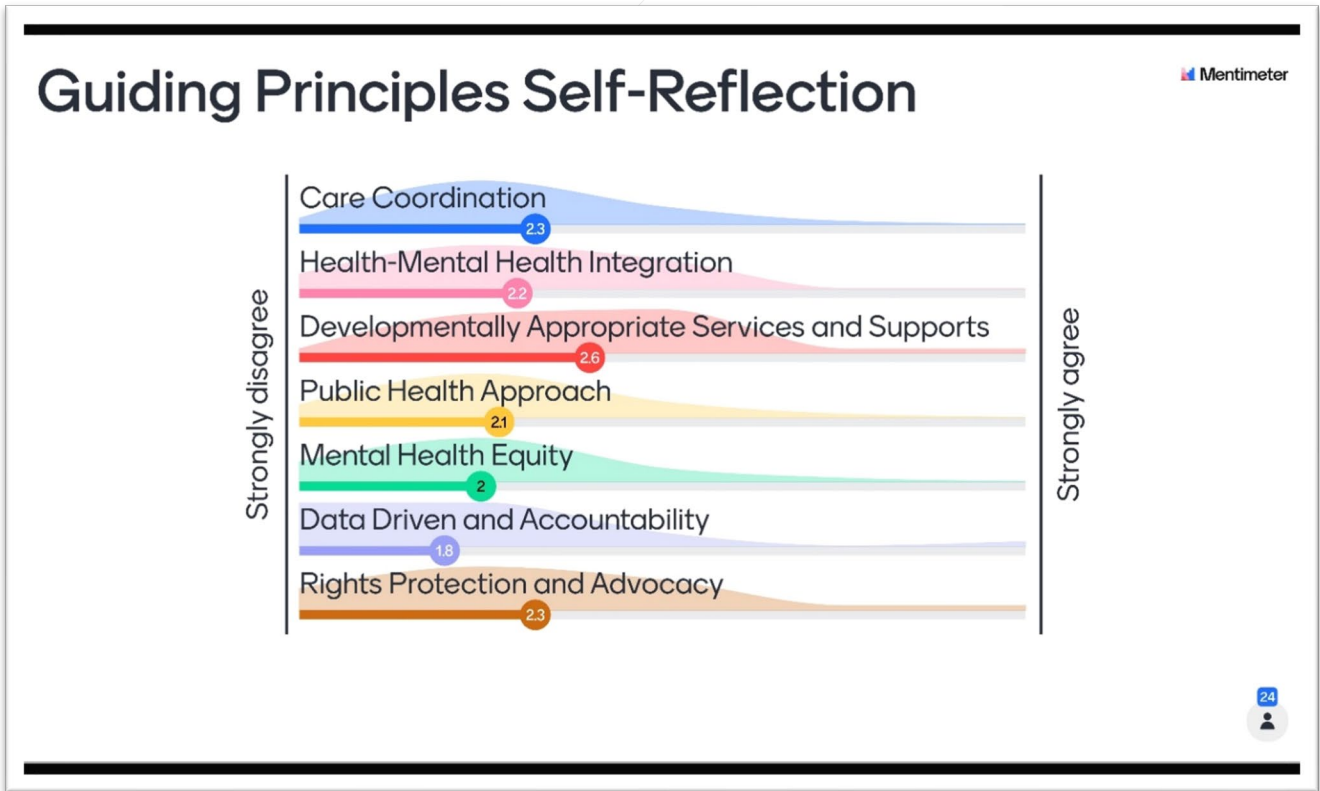 Guiding Principles Self-Reflection
Mentimeter
Strongly disagree
Care Coordination
2.3
Health-Mental Health Integration
2.2
Developmentally Appropriate Services and Supports
2.6
Public Health Approach
2.1
Mental Health Equity
2
Data Driven and Accountability
1.8
Rights Protection and Advocacy
2.3
Strongly agree
24